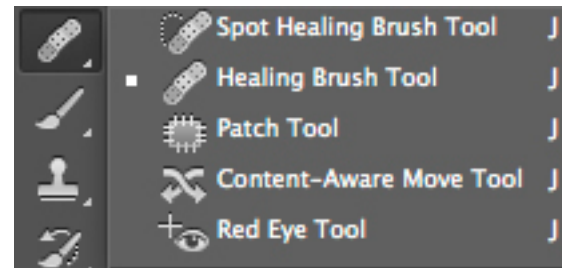 Spot Healing Brush Tool J
Healing Brush Tool J
Patch Tool J
Content-Aware Move Tool J
Red Eye Tool J